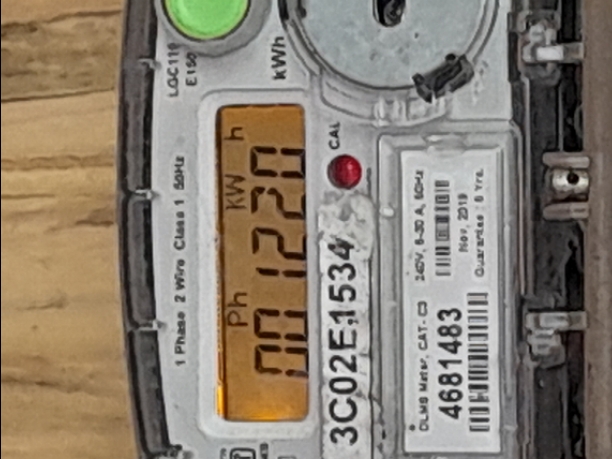 LGC110
E150
kWh
1 Phase 2 Wire Class 1 50Hz
Ph KW h
001220
CAL
3C02E1534
DLMS Meter, CAT- C3 240V, 5-30 A, 50Hz
Nov, 2019
4681483
Guarantee : 5 Yrs.